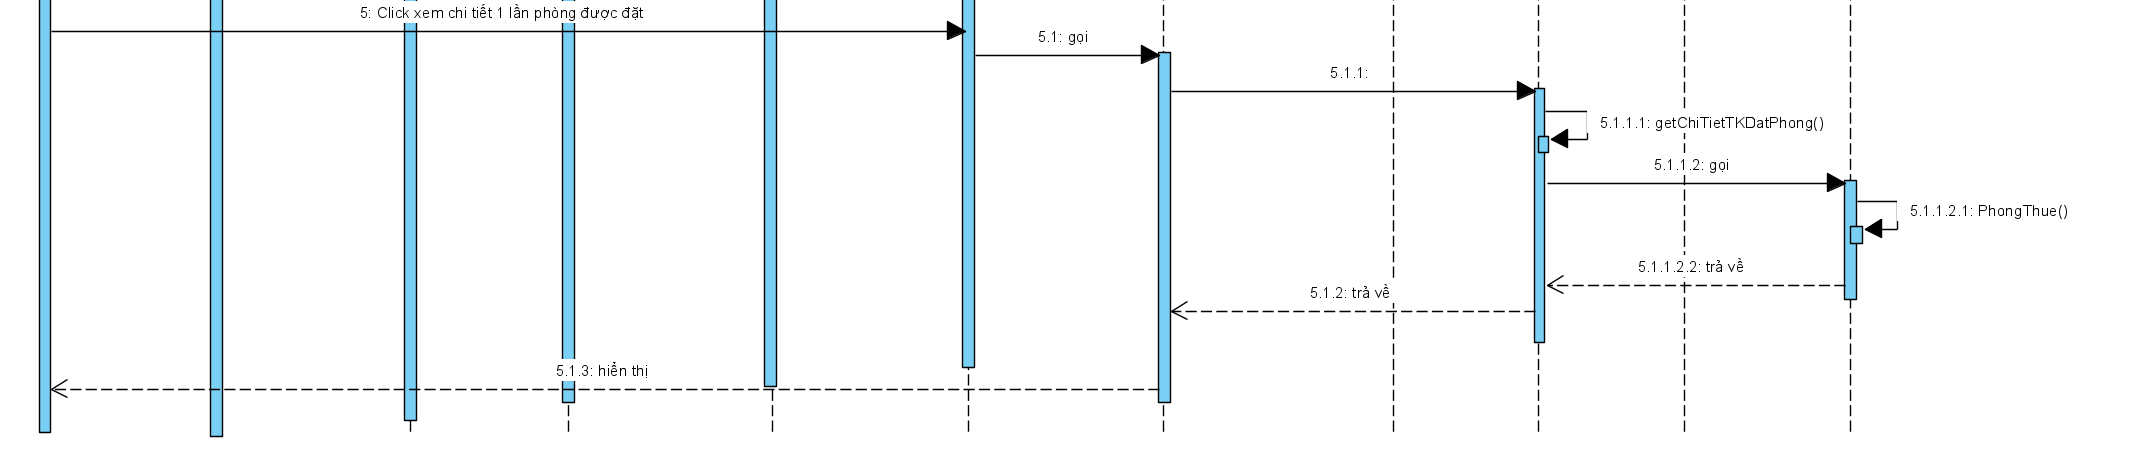 5: Click xem chi tiết 1 lần phòng được đặt
5.1: gọi
5.1.1:
5.1.1.1: getChiTietTKDatPhong()
5.1.1.2: gọi
5.1.1.2.1: PhongThue()
5.1.1.2.2: trả về
5.1.2: trả về
5.1.3: hiển thị